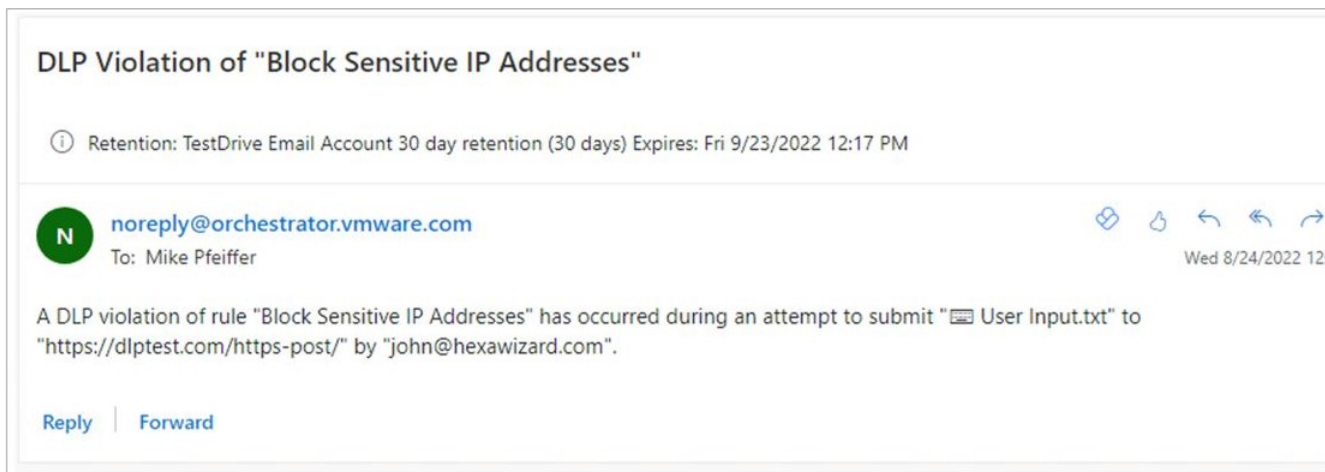 DLP Violation of "Block Sensitive IP Addresses"
Retention: TestDrive Email Account 30 day retention (30 days) Expires: Fri 9/23/2022 12:17 PM
N
noreply@orchestrator.vmware.com
To: Mike Pfeiffer
Wed 8/24/2022 12
A DLP violation of rule "Block Sensitive IP Addresses" has occurred during an attempt to submit "⌨ User Input.txt" to
"https://dlptest.com/https-post/" by "john@hexawizard.com".
Reply | Forward